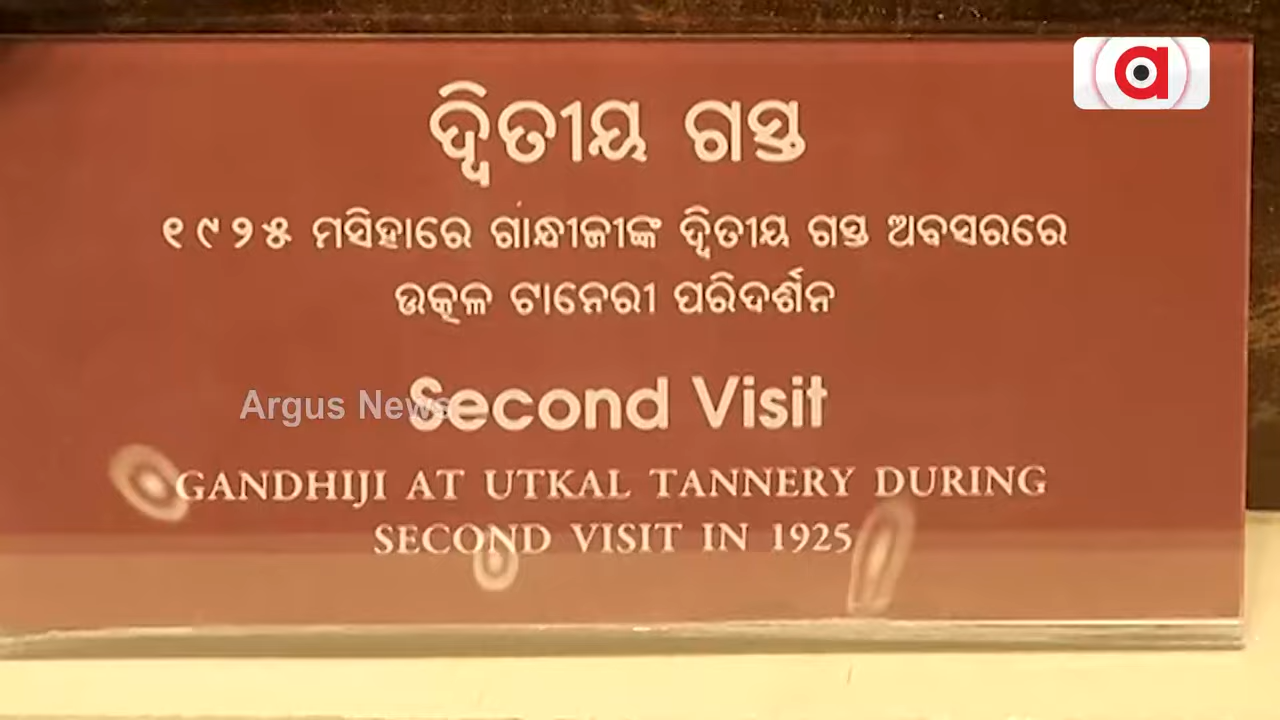 ଦ୍ୱିତୀୟ ଗସ୍ତ
୧୯୨୫ ମସିହାରେ ଗାନ୍ଧୀଜୀଙ୍କ ଦ୍ୱିତୀୟ ଗସ୍ତ ଅବସରରେ
ଉତ୍କଳ ଟାନେରୀ ପରିଦର୍ଶନ
Argus News
Second Visit
GANDHIJI AT UTKAL TANNERY DURING
SECOND VISIT IN 1925